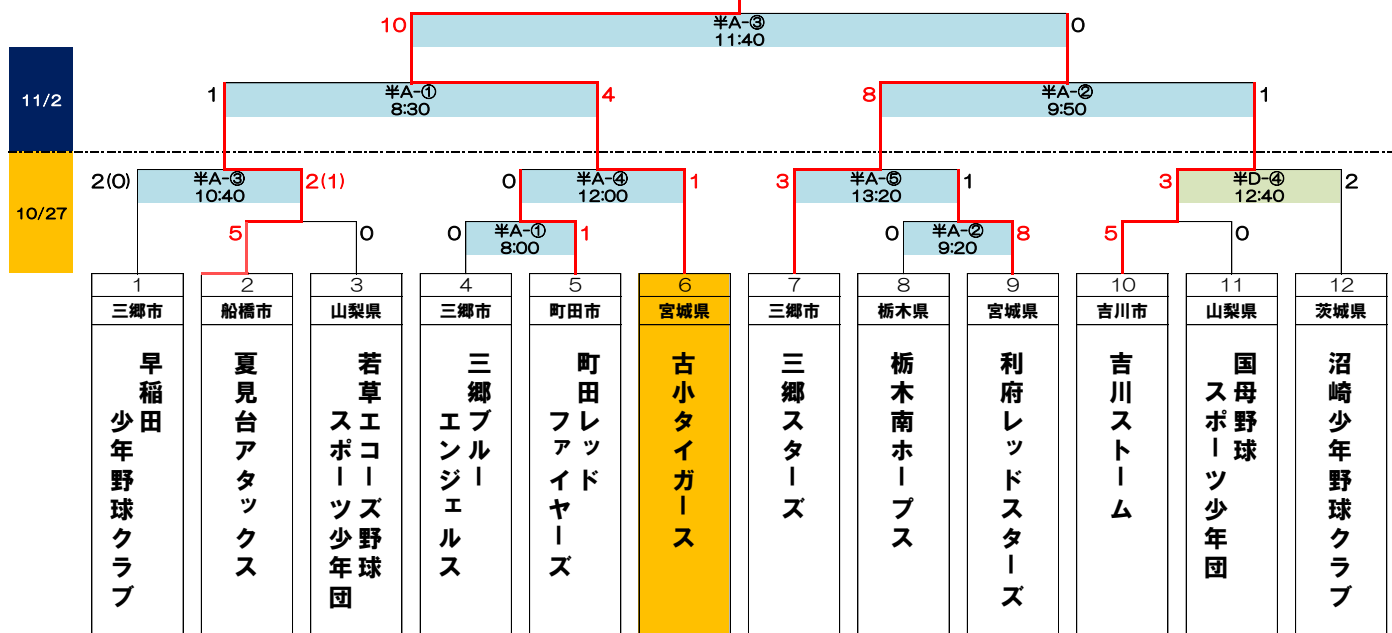 10 半A-③ 0
11:40
11/2
1 半A-① 4 8 半A-② 1
8:30 9:50
10/27
2(0) 半A-③ 2(1) 0 半A-④ 1 3 半A-⑤ 1 3 半D-④ 2
10:40 12:00 13:20 12:40
5 0 0 半A-① 1 0 半A-② 8 5 0
8:00 9:20
1 2 3 4 5 6 7 8 9 10 11 12
三郷市 船橋市 山梨県 三郷市 町田市 宮城県 三郷市 栃木県 宮城県 吉川市 山梨県 茨城県
早稲田
少年野球クラブ
夏見台アタックス
若草エコーズ野球
スポーツ少年団
三郷ブルー
エンジェルス
町田レッド
ファイヤーズ
古小タイガース
三郷スターズ
栃木南ホープス
利府レッドスターズ
吉川ストーム
国母野球
スポーツ少年団
沼崎少年野球クラブ